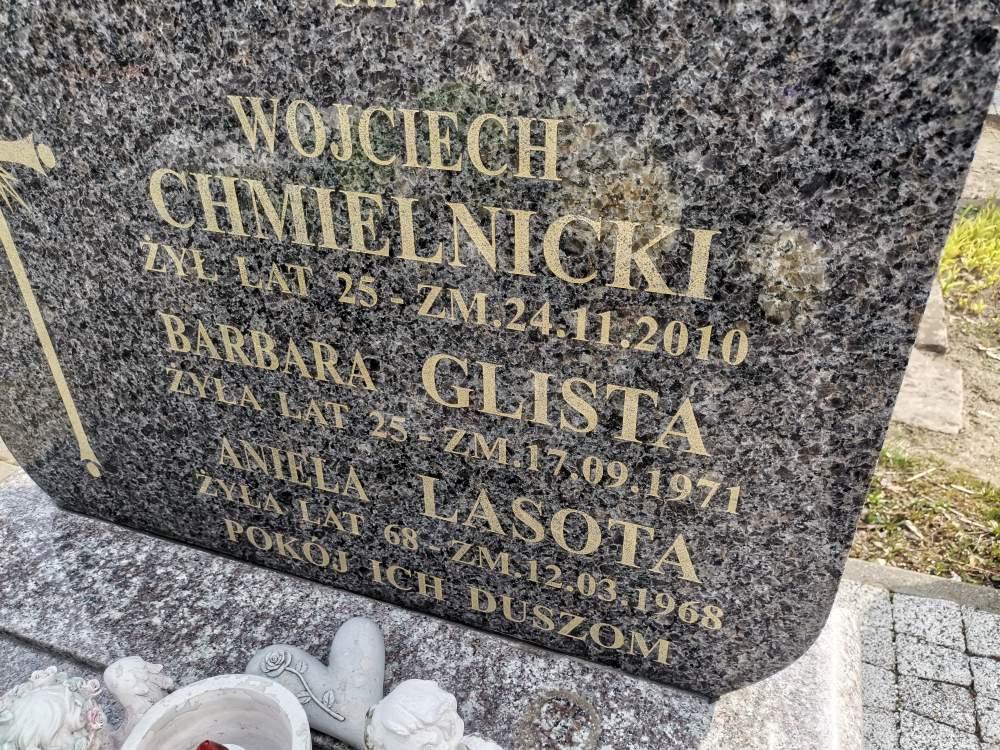 WOJCIECH
CHMIELNICKI
ŻYŁ LAT 25 - ZM.24.11.2010
BARBARA GLISTA
ŻYŁA LAT 25 - ZM.17.09.1971
ANIELA LASOTA
ŻYŁA LAT 68 - ZM.12.03.1968
POKÓJ ICH DUSZOM